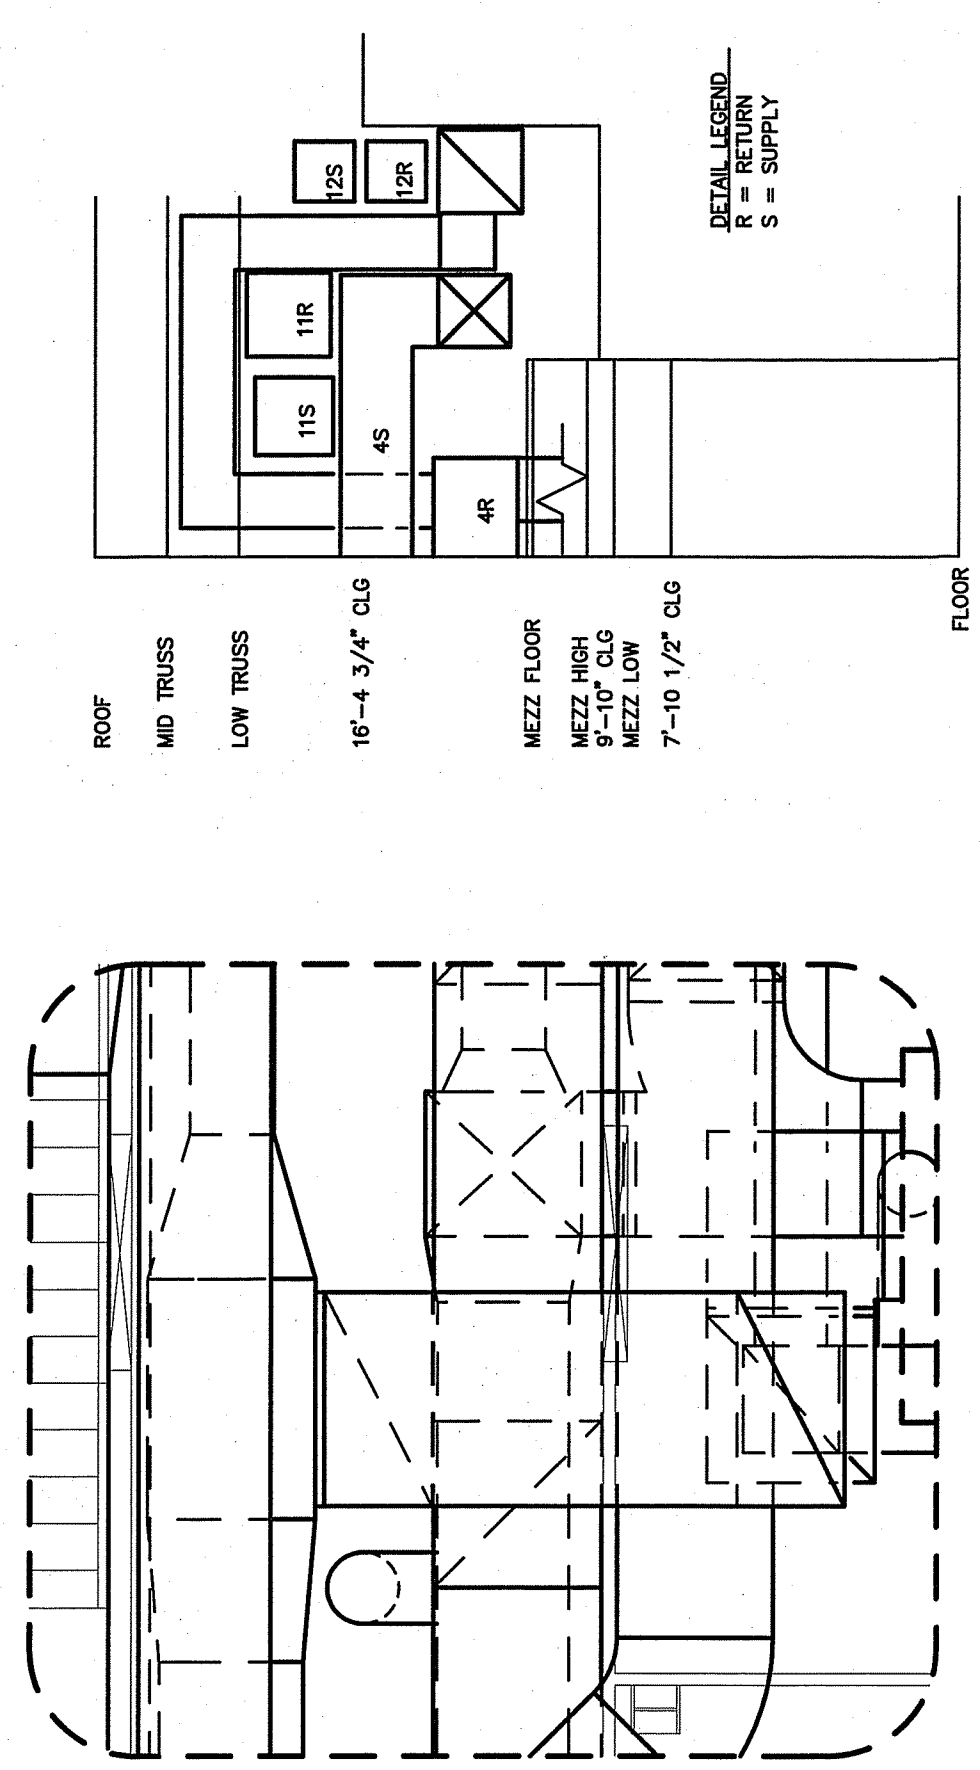 ROOF
MID TRUSS
LOW TRUSS
16'-4 3/4" CLG
MEZZ FLOOR
MEZZ HIGH
9'-10" CLG
MEZZ LOW
7'-10 1/2" CLG
FLOOR
12S
12R
11R
11S
4S
4R
DETAIL LEGEND
R = RETURN
S = SUPPLY